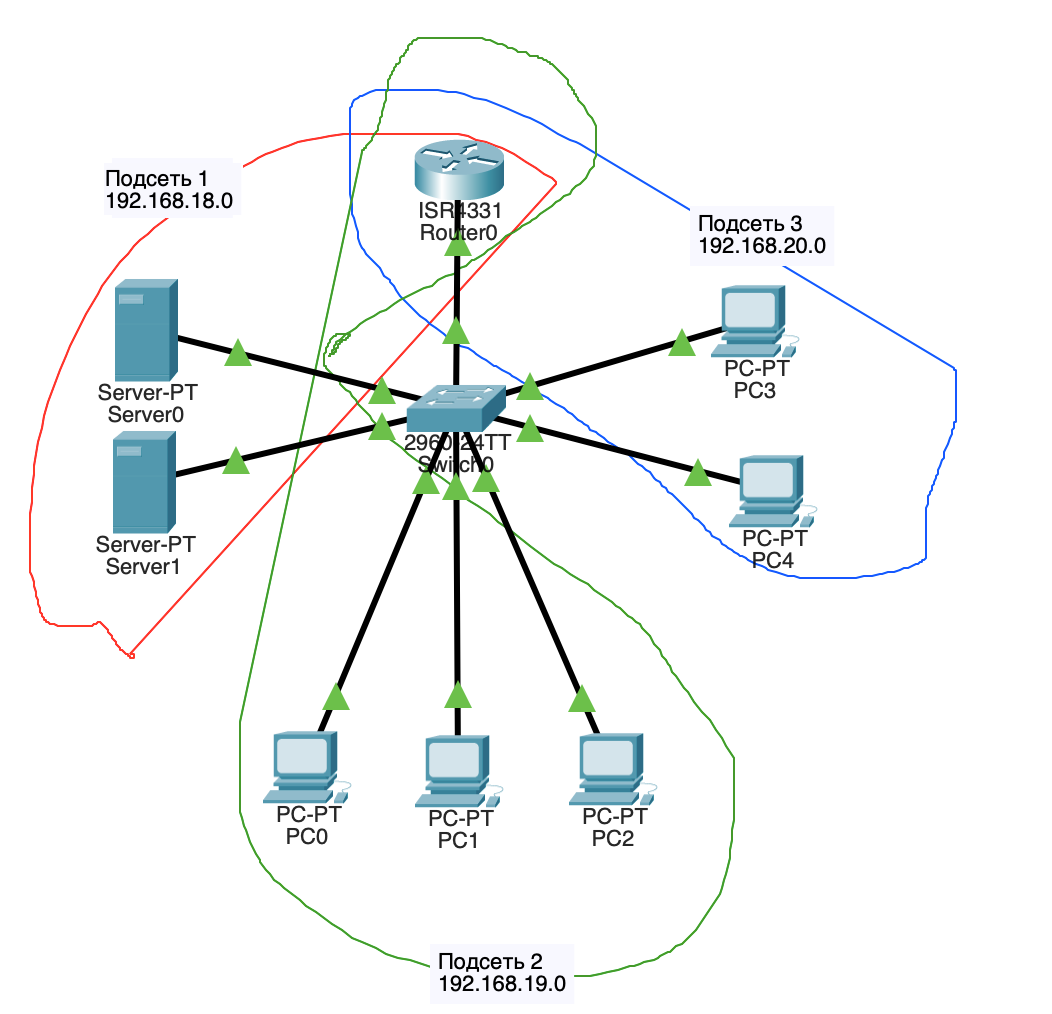 Подсеть 1
192.168.18.0
ISR4331
Router0
Подсеть 3
192.168.20.0
Server-PT
Server0
PC-PT
PC3
2960-24TT
Switch0
Server-PT
Server1
PC-PT
PC4
PC-PT
PC0
PC-PT
PC1
PC-PT
PC2
Подсеть 2
192.168.19.0